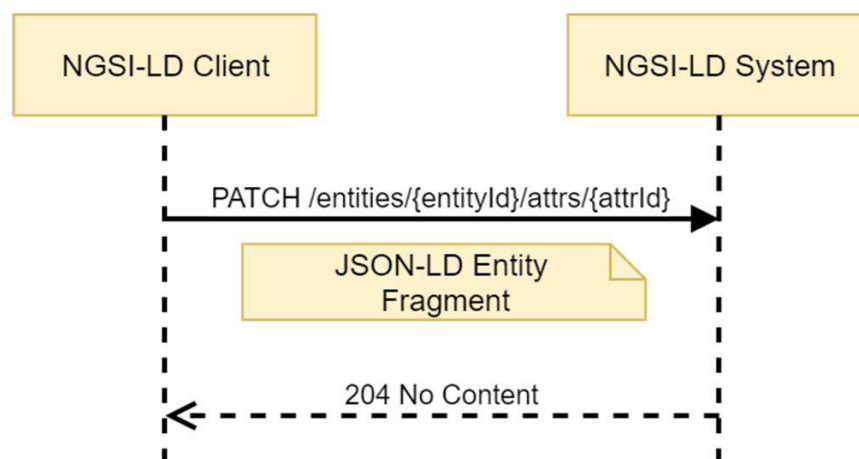 NGSI-LD Client
NGSI-LD System
PATCH /entities/{entityId}/attrs/{attrId}
JSON-LD Entity
Fragment
204 No Content